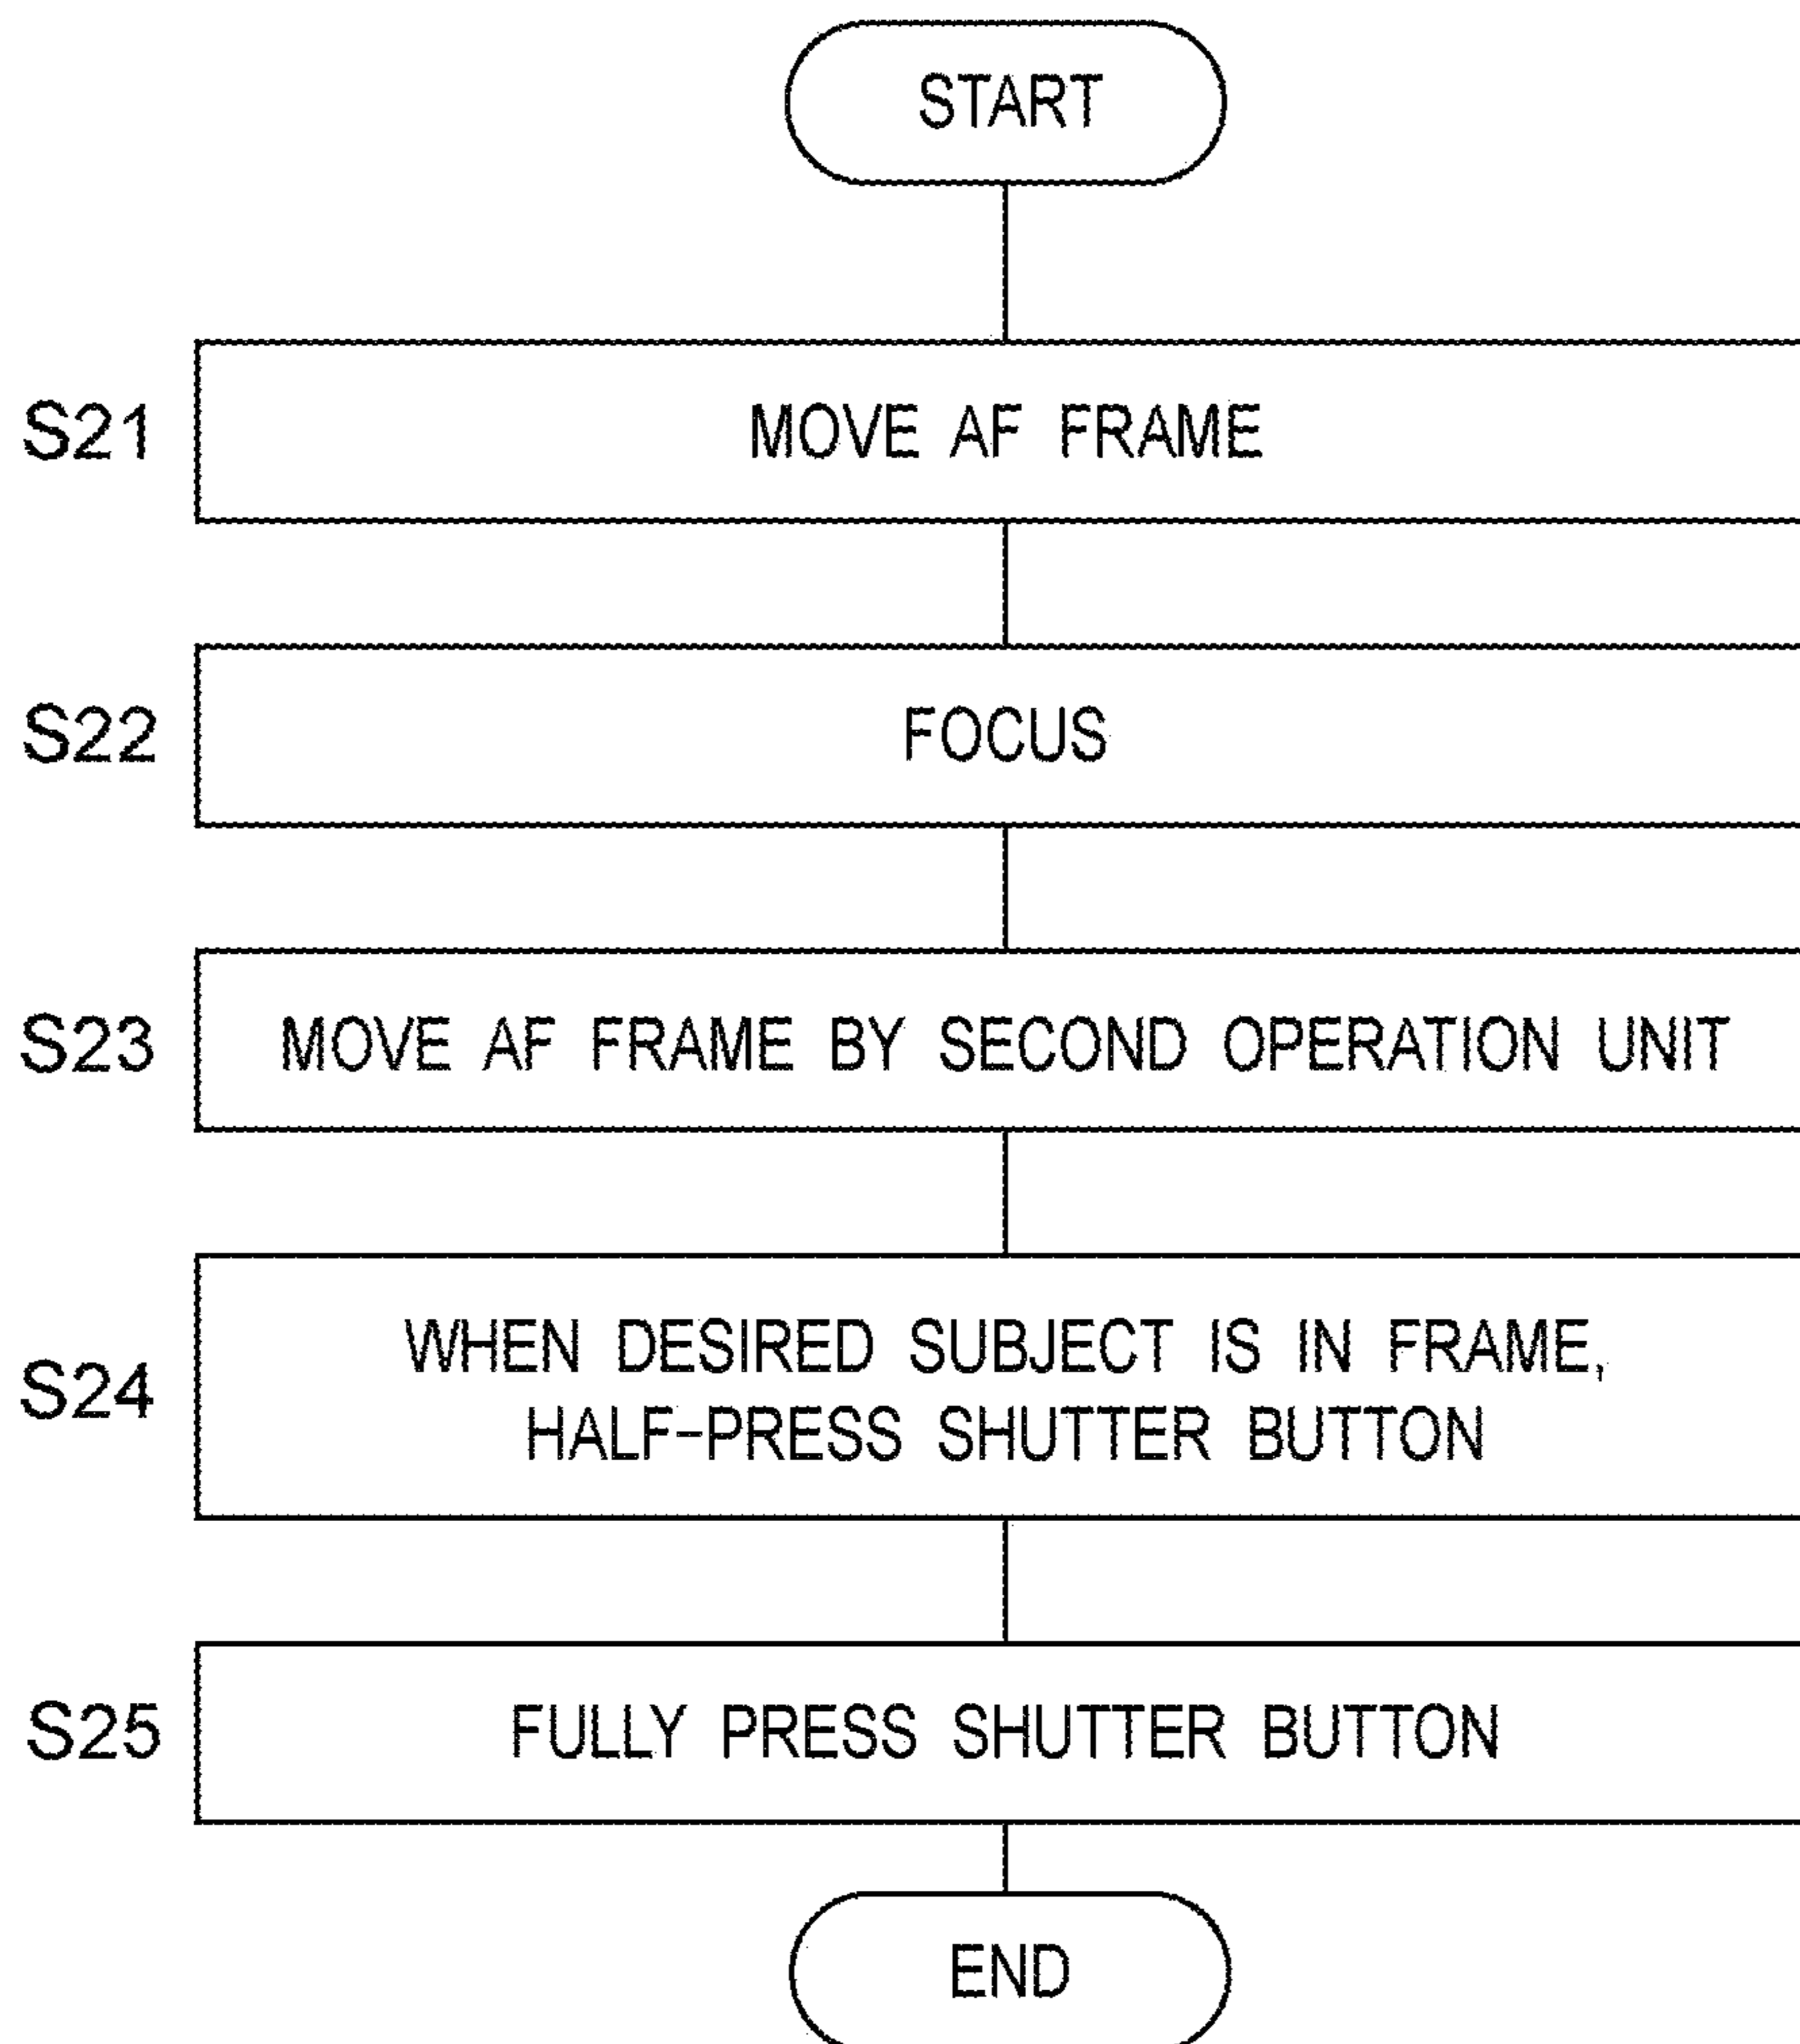 START
S21 MOVE AF FRAME
S22 FOCUS
S23 MOVE AF FRAME BY SECOND OPERATION UNIT
S24 WHEN DESIRED SUBJECT IS IN FRAME,
HALF-PRESS SHUTTER BUTTON
S25 FULLY PRESS SHUTTER BUTTON
END